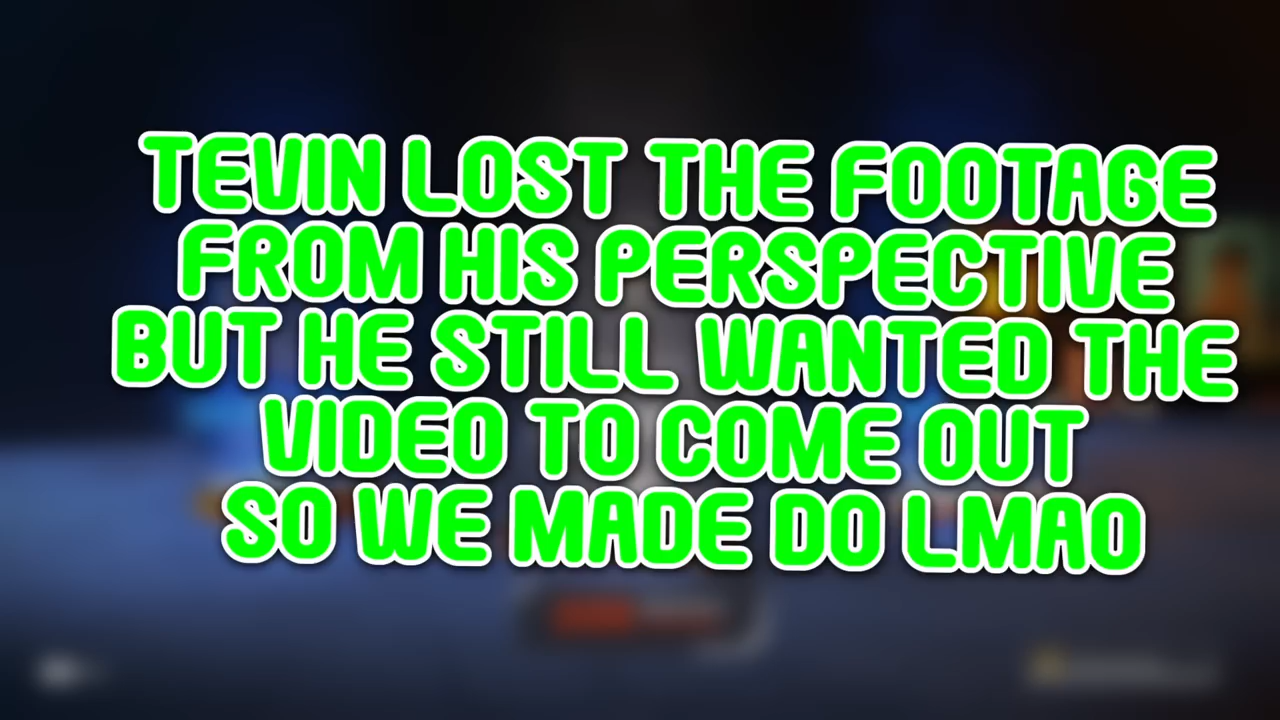 TEVIN LOST THE FOOTAGE
FROM HIS PERSPECTIVE
BUT HE STILL WANTED THE
VIDEO TO COME OUT
SO WE MADE DO LMAO